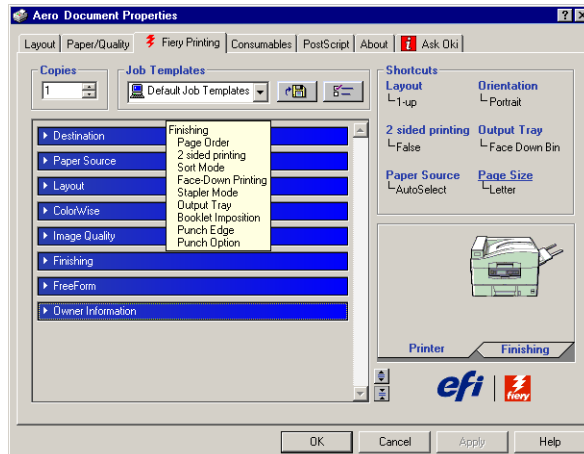 Aero Document Properties
Layout
Paper/Quality
Fiery Printing
Consumables
PostScript
About
i Ask Oki
Copies
1
Job Templates
Default Job Templates
Shortcuts
Layout
1-up
Orientation
Portrait
2 sided printing
False
Output Tray
Face Down Bin
Paper Source
AutoSelect
Page Size
Letter
Destination
Paper Source
Layout
ColorWise
Image Quality
Finishing
FreeForm
Owner Information
Finishing
Page Order
2 sided printing
Sort Mode
Face-Down Printing
Stapler Mode
Output Tray
Booklet Imposition
Punch Edge
Punch Option
Printer
Finishing
efi
fiery
OK
Cancel
Apply
Help